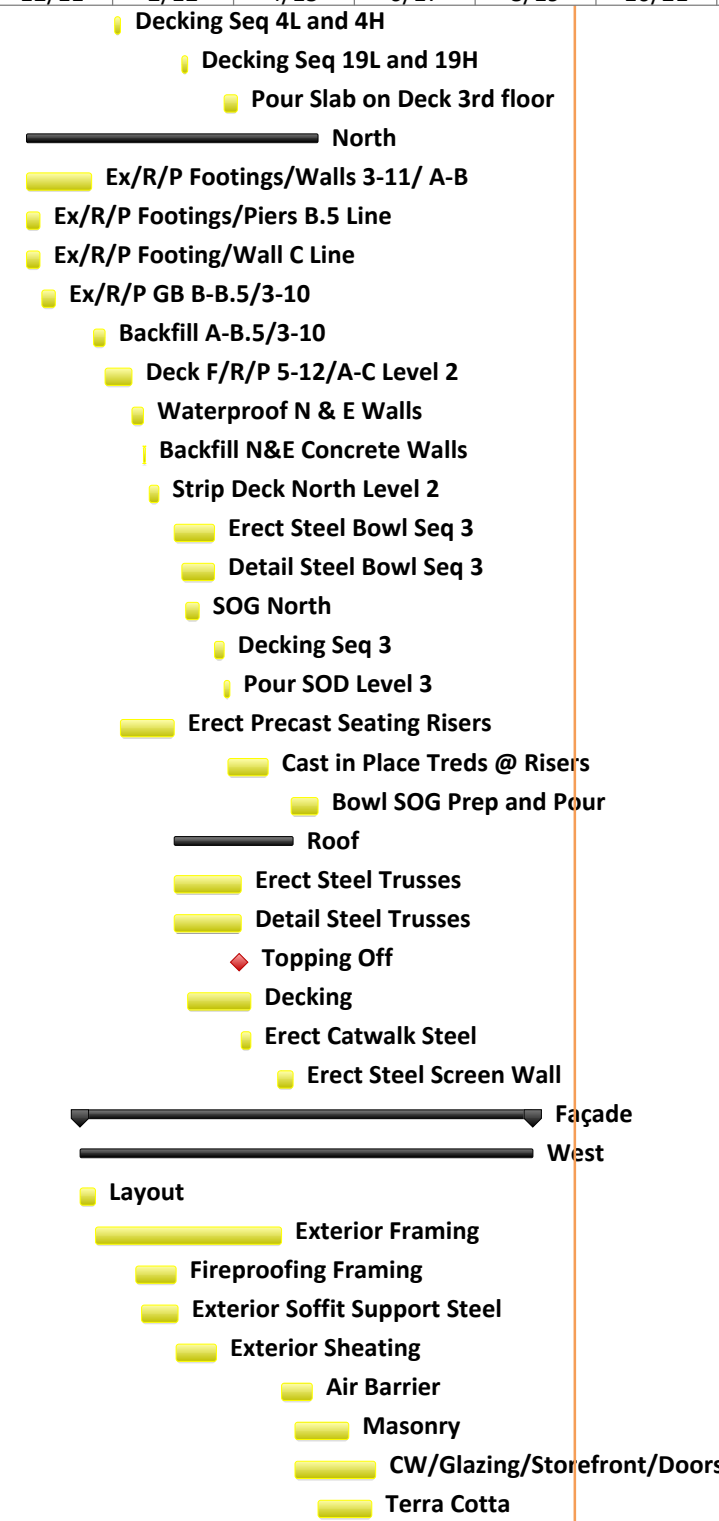 Decking Seq 4L and 4H
Decking Seq 19L and 19H
Pour Slab on Deck 3rd floor
North
Ex/R/P Footings/Walls 3-11/ A-B
Ex/R/P Footings/Piers B.5 Line
Ex/R/P Footing/Wall C Line
Ex/R/P GB B-B.5/3-10
Backfill A-B.5/3-10
Deck F/R/P 5-12/A-C Level 2
Waterproof N & E Walls
Backfill N&E Concrete Walls
Strip Deck North Level 2
Erect Steel Bowl Seq 3
Detail Steel Bowl Seq 3
SOG North
Decking Seq 3
Pour SOD Level 3
Erect Precast Seating Risers
Cast in Place Treds @ Risers
Bowl SOG Prep and Pour
Roof
Erect Steel Trusses
Detail Steel Trusses
Topping Off
Decking
Erect Catwalk Steel
Erect Steel Screen Wall
Façade
West
Layout
Exterior Framing
Fireproofing Framing
Exterior Soffit Support Steel
Exterior Sheating
Air Barrier
Masonry
CW/Glazing/Storefront/Doors
Terra Cotta